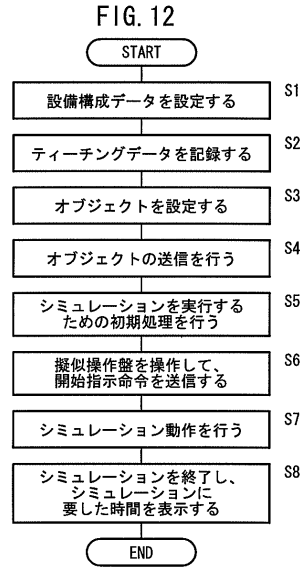 FIG. 12
START
設備構成データを設定する
S1
ティーチングデータを記録する
S2
オブジェクトを設定する
S3
オブジェクトの送信を行う
S4
シミュレーションを実行する
ための初期処理を行う
S5
擬似操作盤を操作して、
開始指示命令を送信する
S6
シミュレーション動作を行う
S7
シミュレーションを終了し、
シミュレーションに
要した時間を表示する
S8
END